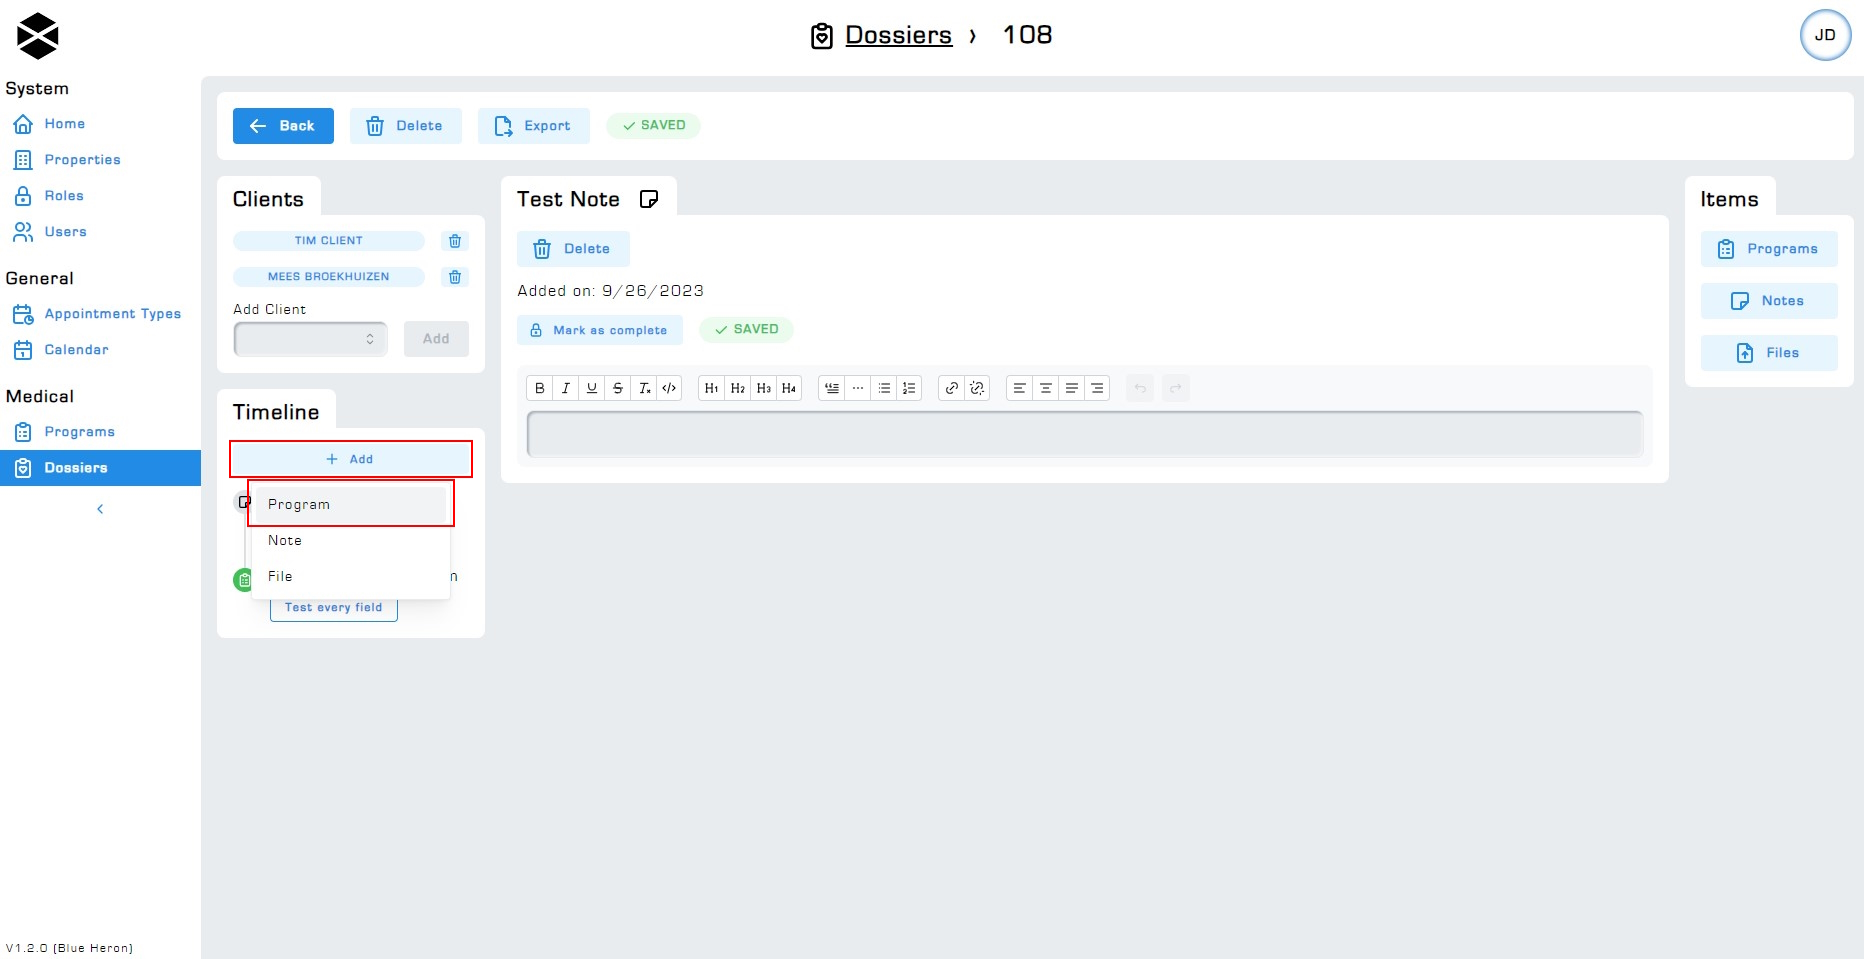 Dossiers › 108
JD
System
Home
Properties
Roles
Users
General
Appointment Types
Calendar
Medical
Programs
Dossiers
V1.2.0 (Blue Heron)
Back
Delete
Export
SAVED
Clients
TIM CLIENT
MEES BROEKHUIZEN
Add Client
Add
Timeline
+ Add
Program
Note
File
Test every field
Test Note
Delete
Added on: 9/26/2023
Mark as complete
SAVED
B I U S Tx </> H1 H2 H3 H4
Items
Programs
Notes
Files